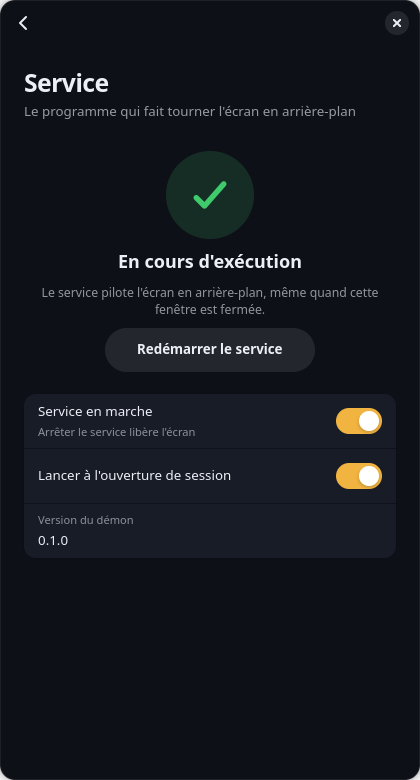 Service
Le programme qui fait tourner l'écran en arrière-plan
En cours d'exécution
Le service pilote l'écran en arrière-plan, même quand cette
fenêtre est fermée.
Redémarrer le service
Service en marche
Arrêter le service libère l'écran
Lancer à l'ouverture de session
Version du démon
0.1.0